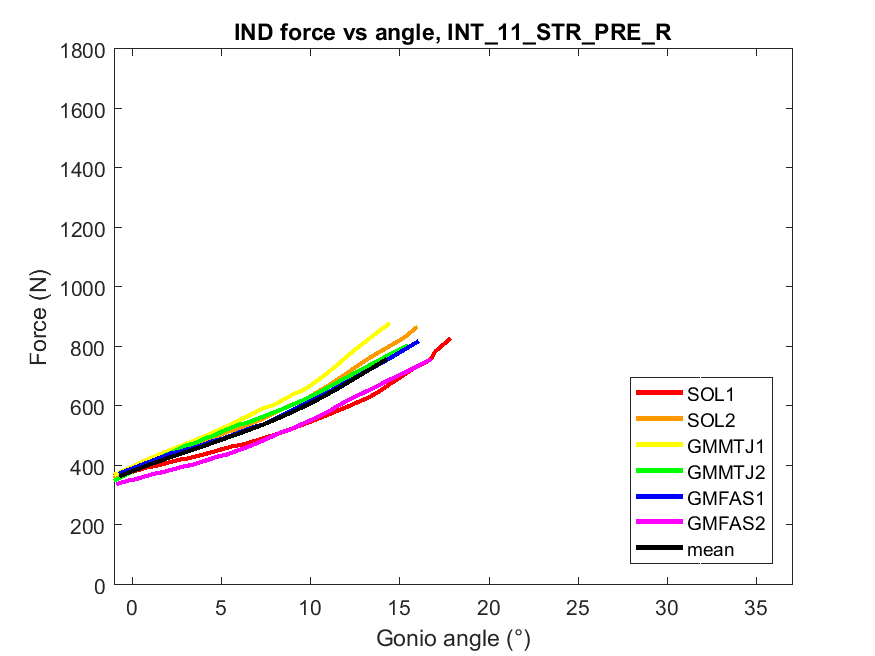 IND force vs angle, INT_11_STR_PRE_R
1800
1600
1400
1200
1000
800
600
400
200
0
Force (N)
0 5 10 15 20 25 30 35
Gonio angle (°)
SOL1
SOL2
GMMTJ1
GMMTJ2
GMFAS1
GMFAS2
mean